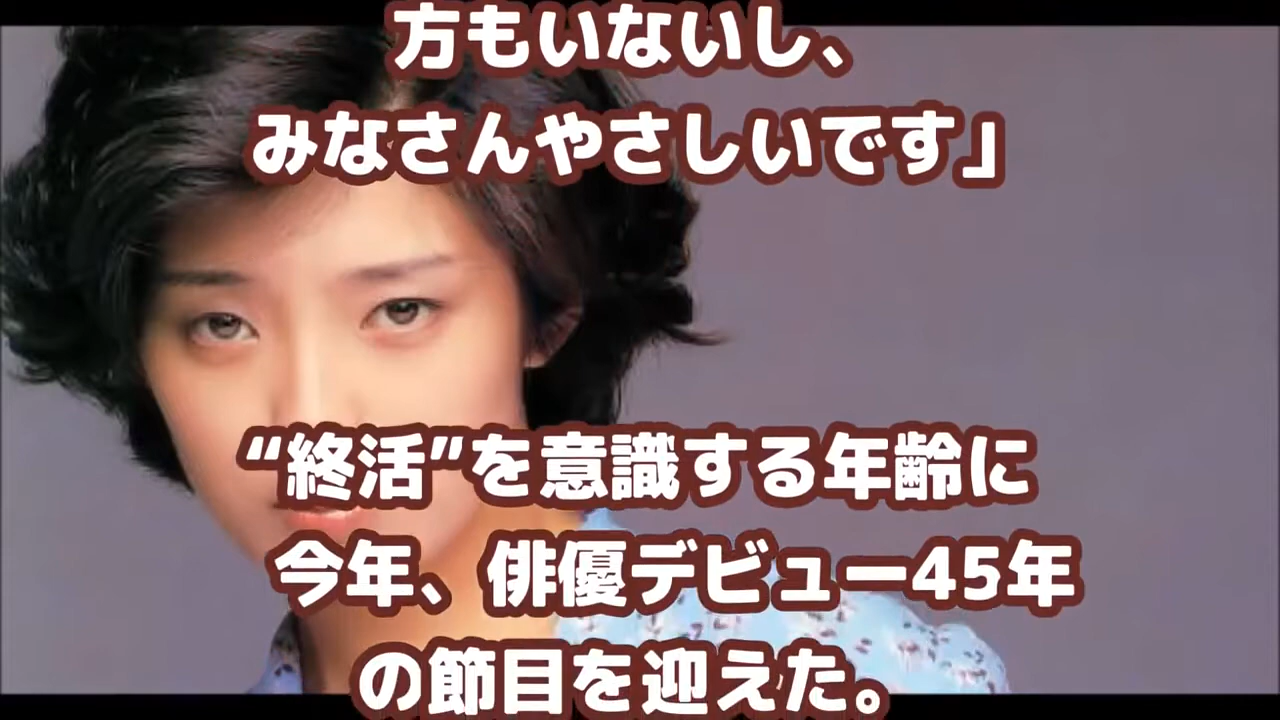 方もいないし、
みなさんやさしいです」
“終活”を意識する年齢に
今年、俳優デビュー45年
の節目を迎えた。